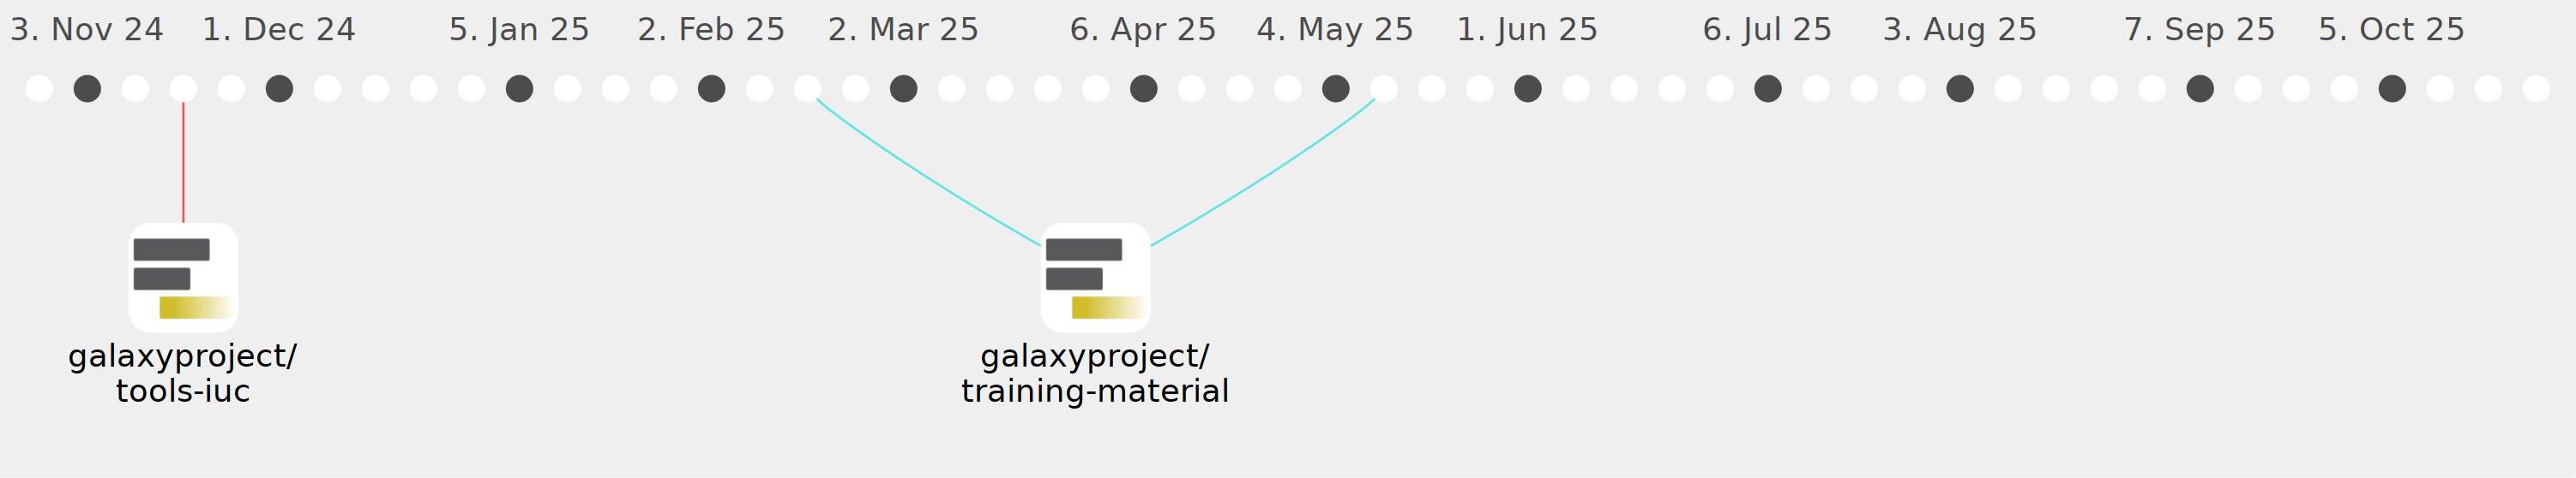 3. Nov 24 1. Dec 24 5. Jan 25 2. Feb 25 2. Mar 25 6. Apr 25 4. May 25 1. Jun 25 6. Jul 25 3. Aug 25 7. Sep 25 5. Oct 25
galaxyproject/
tools-iuc
galaxyproject/
training-material